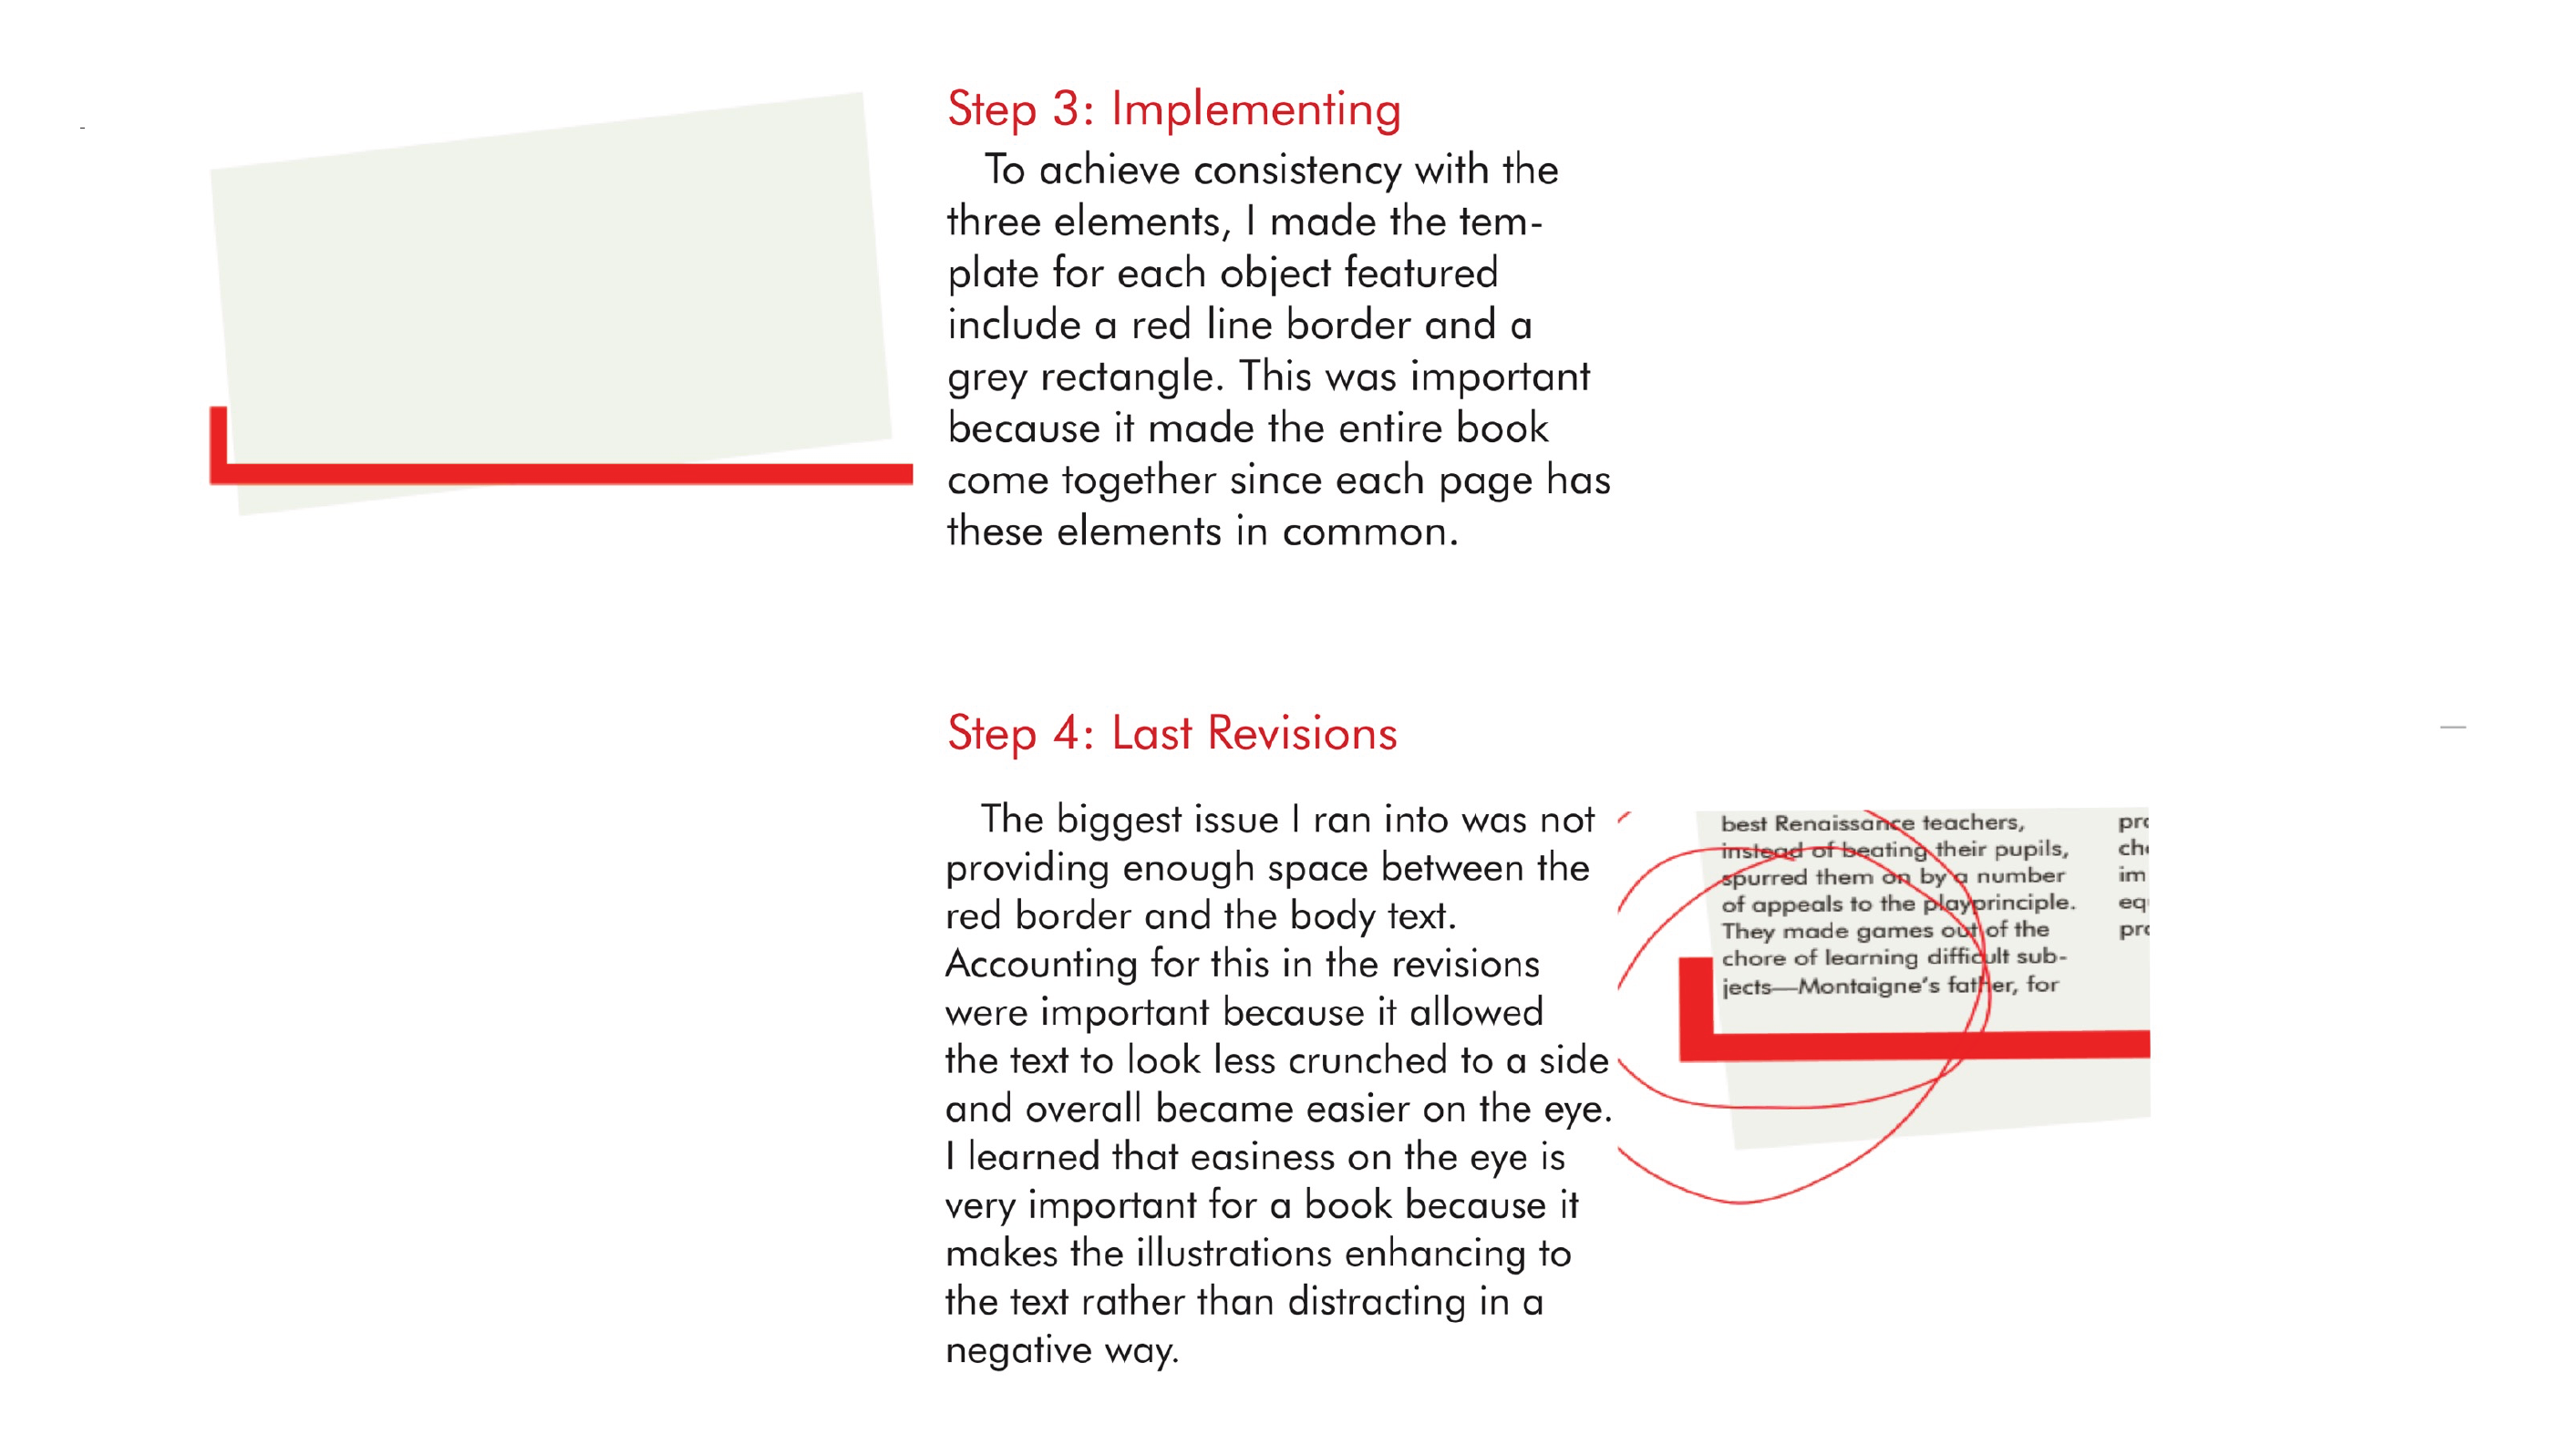 Step 3: Implementing
To achieve consistency with the
three elements, I made the tem-
plate for each object featured
include a red line border and a
grey rectangle. This was important
because it made the entire book
come together since each page has
these elements in common.
Step 4: Last Revisions
The biggest issue I ran into was not
providing enough space between the
red border and the body text.
Accounting for this in the revisions
were important because it allowed
the text to look less crunched to a side
and overall became easier on the eye.
I learned that easiness on the eye is
very important for a book because it
makes the illustrations enhancing to
the text rather than distracting in a
negative way.
best Renaissance teachers,
instead of beating their pupils,
spurred them on by a number
of appeals to the playprinciple.
They made games out of the
chore of learning difficult sub-
jects—Montaigne's father, for